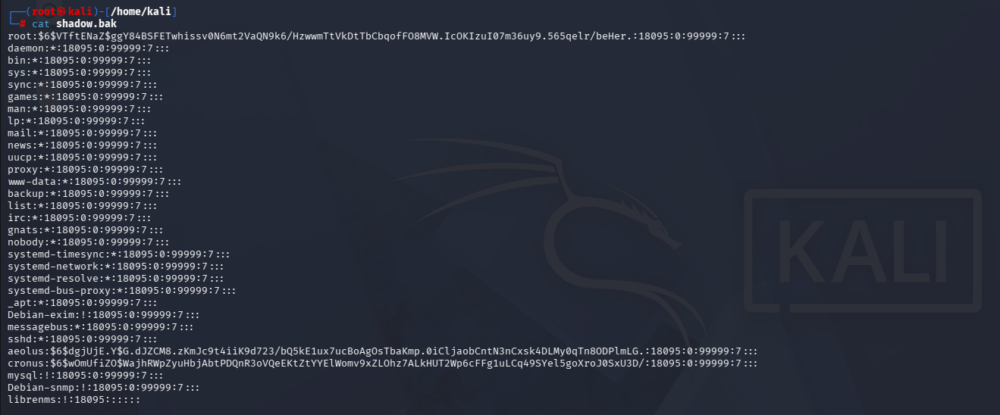 ┌──(root㉿kali)-[/home/kali]
└─# cat shadow.bak
root:$6$VTftENaZ$ggY84BSFETwhissv0N6mt2VaQN9k6/HzwwmTtVkDtTbCbqofFO8MVW.IcOKIzuI07m36uy9.565qelr/beHer.:18095:0:99999:7:::
daemon:*:18095:0:99999:7:::
bin:*:18095:0:99999:7:::
sys:*:18095:0:99999:7:::
sync:*:18095:0:99999:7:::
games:*:18095:0:99999:7:::
man:*:18095:0:99999:7:::
lp:*:18095:0:99999:7:::
mail:*:18095:0:99999:7:::
news:*:18095:0:99999:7:::
uucp:*:18095:0:99999:7:::
proxy:*:18095:0:99999:7:::
www-data:*:18095:0:99999:7:::
backup:*:18095:0:99999:7:::
list:*:18095:0:99999:7:::
irc:*:18095:0:99999:7:::
gnats:*:18095:0:99999:7:::
nobody:*:18095:0:99999:7:::
systemd-timesync:*:18095:0:99999:7:::
systemd-network:*:18095:0:99999:7:::
systemd-resolve:*:18095:0:99999:7:::
systemd-bus-proxy:*:18095:0:99999:7:::
_apt:*:18095:0:99999:7:::
Debian-exim:!:18095:0:99999:7:::
messagebus:*:18095:0:99999:7:::
sshd:*:18095:0:99999:7:::
aeolus:$6$dgjUjE.Y$G.dJZCM8.zKmJc9t4iiK9d723/bQ5kE1ux7ucBoAgOsTbaKmp.0iCljaobCntN3nCxsk4DLMy0qTn8ODPlmLG.:18095:0:99999:7:::
cronus:$6$wOmUfiZO$WajhRWpZyuHbjAbtPDQnR3oVQeEKtZtYYElWomv9xZLOhz7ALkHUT2Wp6cFFg1uLCq49SYel5goXroJ0SxU3D/:18095:0:99999:7:::
mysql:!:18095:0:99999:7:::
Debian-snmp:!:18095:0:99999:7:::
librenms:!:18095::::::
KALI